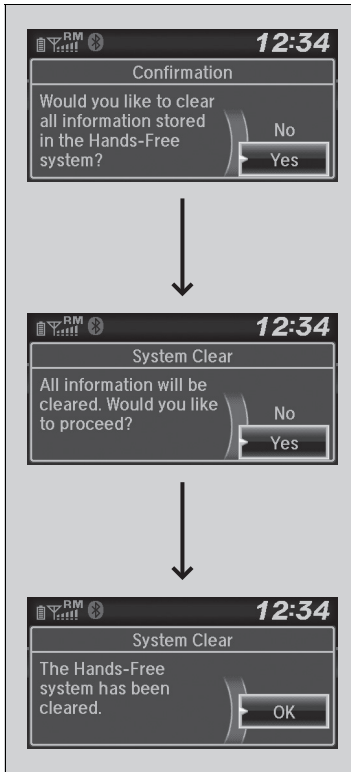 RM
12:34
Confirmation
Would you like to clear
all information stored
in the Hands-Free
system?
No
Yes
RM
12:34
System Clear
All information will be
cleared. Would you like
to proceed?
No
Yes
RM
12:34
System Clear
The Hands-Free
system has been
cleared.
OK